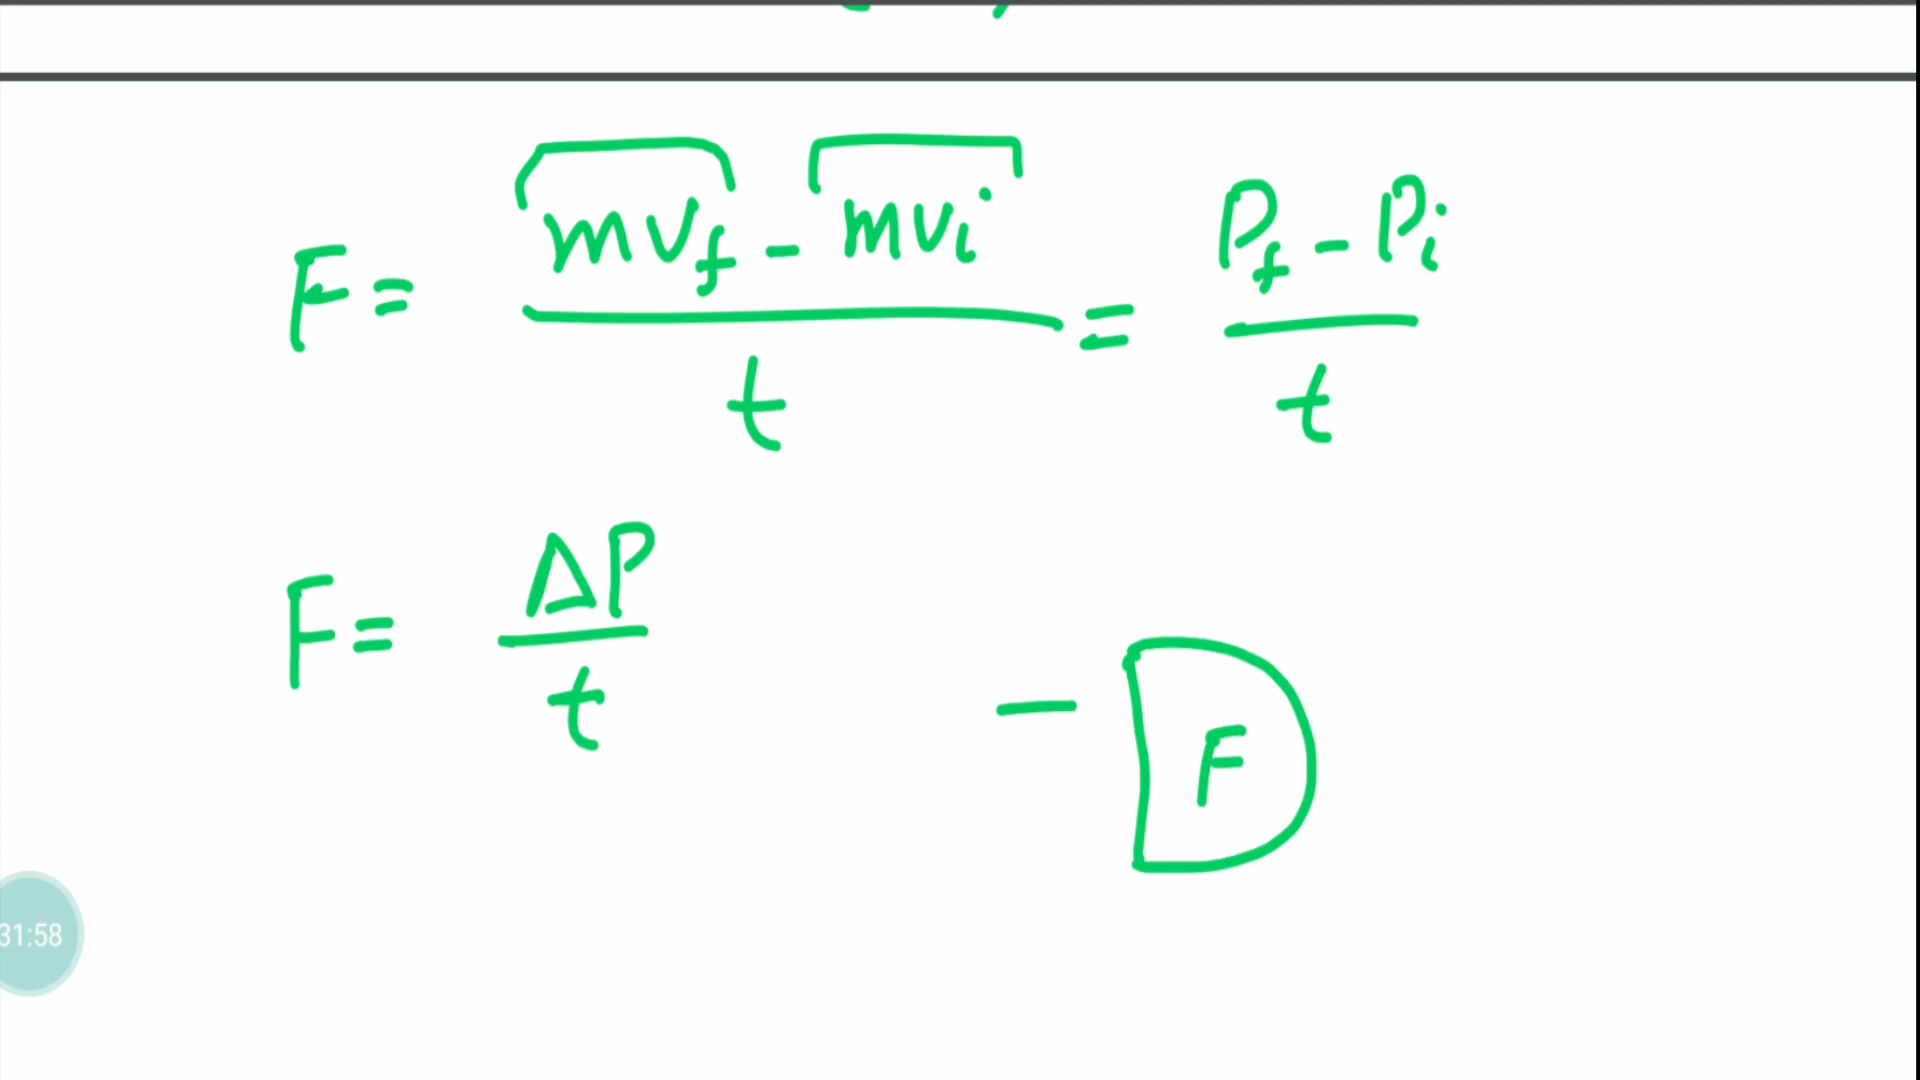 F = mvf - mvi / t = Pf - Pi / t
F = ΔP / t
- F
31:58